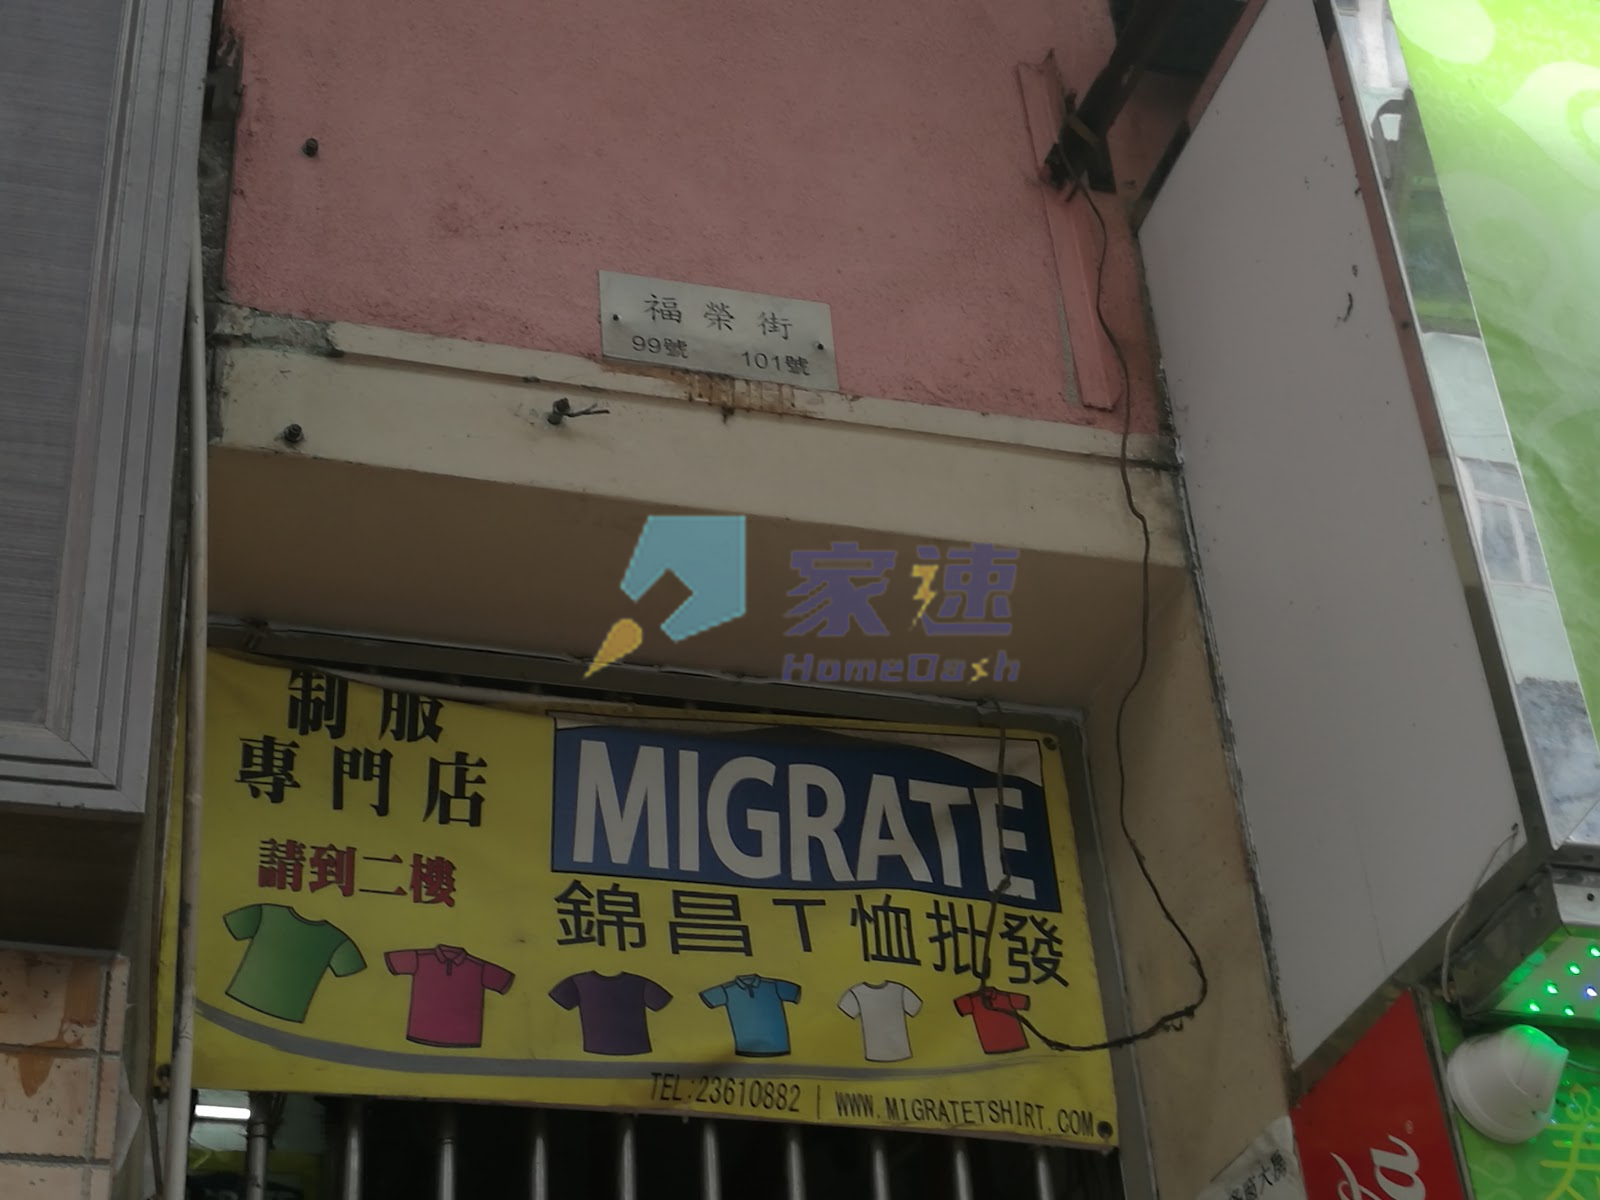 福榮街
99號 101號
家速
HomeDash
制服
專門店
請到二樓
MIGRATE
錦昌T恤批發
TEL:23610882 | WWW.MIGRATETSHIRT.COM